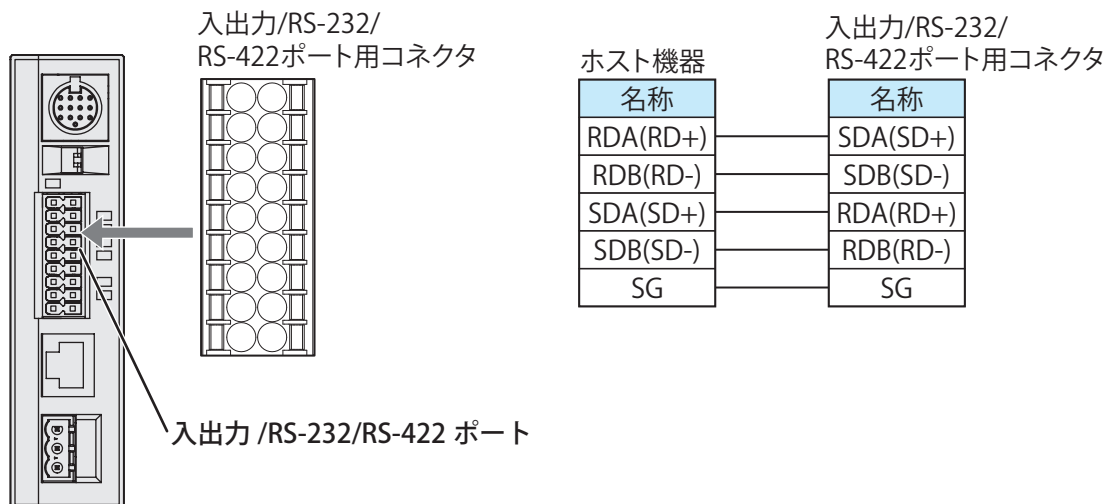 入出力/RS-232/
RS-422ポート用コネクタ
入出力 /RS-232/RS-422 ポート
ホスト機器
名称
RDA(RD+)
RDB(RD-)
SDA(SD+)
SDB(SD-)
SG
入出力/RS-232/
RS-422ポート用コネクタ
名称
SDA(SD+)
SDB(SD-)
RDA(RD+)
RDB(RD-)
SG